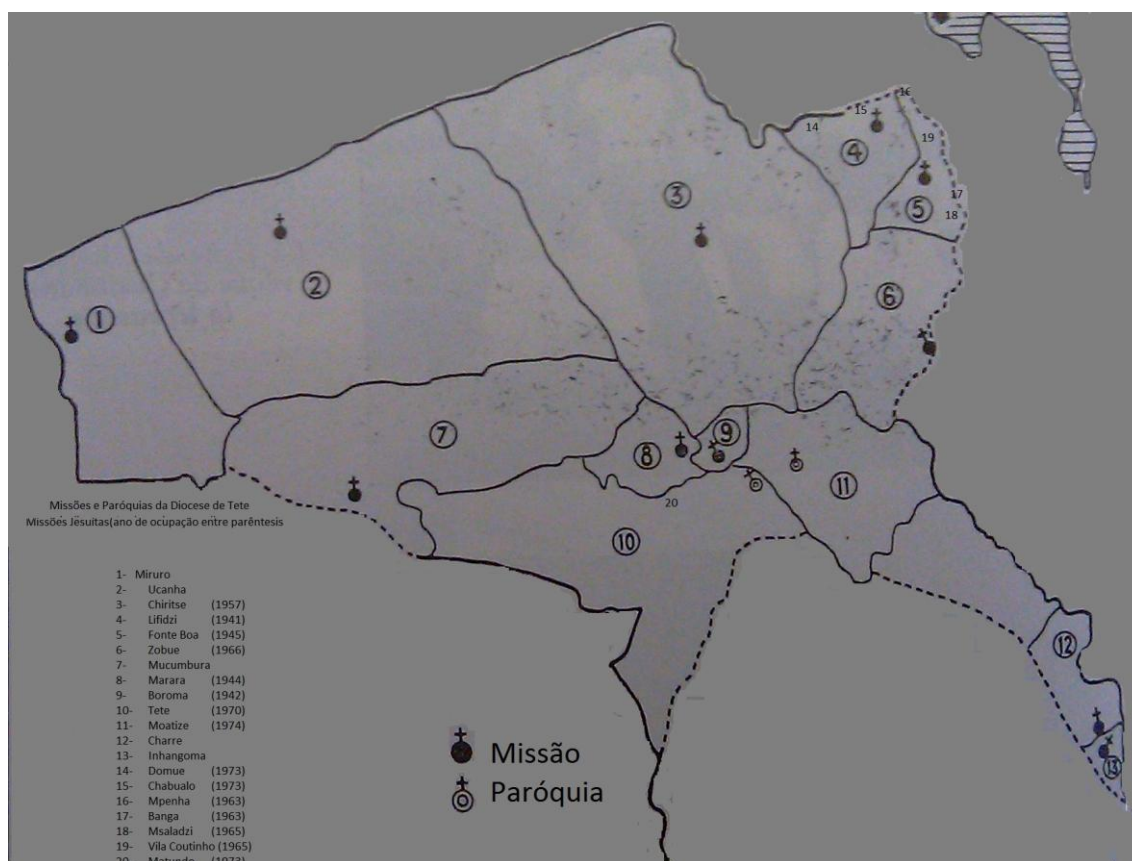 16
15
14
19
4
3
17
5
18
2
6
1
9
7
8
11
20
10
12
13
Missões e Paróquias da Diocese de Tete
Missões Jesuitas(ano de ocupação entre parêntesis
1- Miruro
2- Ucanha
3- Chiritse (1957)
4- Lifidzi (1941)
5- Fonte Boa (1945)
6- Zobue (1966)
7- Mucumbura
8- Marara (1944)
9- Boroma (1942)
10- Tete (1970)
11- Moatize (1974)
12- Charre
13- Inhangoma
14- Domue (1973)
15- Chabualo (1973)
16- Mpenha (1963)
17- Banga (1963)
18- Msaladzi (1965)
19- Vila Coutinho (1965)
20- Matundo (1973)
Missão
Paróquia